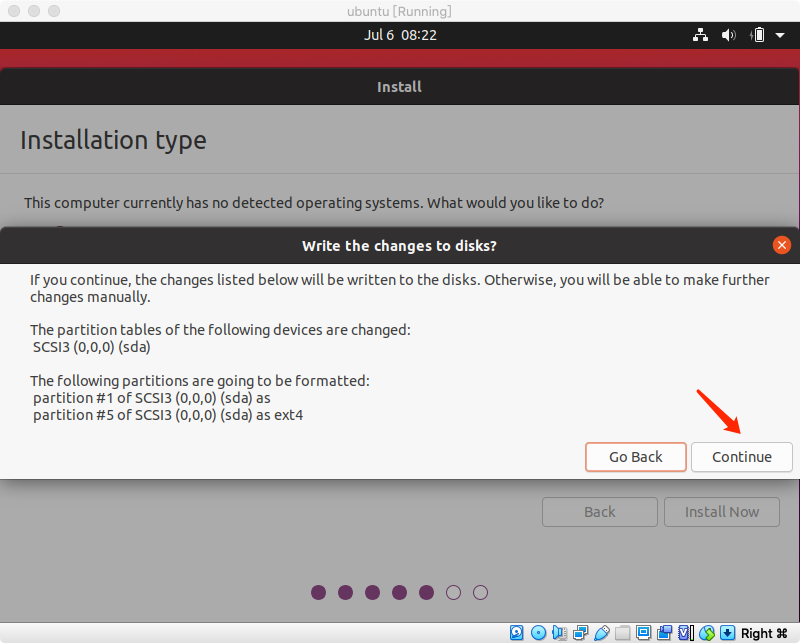 ubuntu [Running]
Jul 6 08:22
Install
Installation type
This computer currently has no detected operating systems. What would you like to do?
Write the changes to disks?
If you continue, the changes listed below will be written to the disks. Otherwise, you will be able to make further
changes manually.
The partition tables of the following devices are changed:
SCSI3 (0,0,0) (sda)
The following partitions are going to be formatted:
partition #1 of SCSI3 (0,0,0) (sda) as
partition #5 of SCSI3 (0,0,0) (sda) as ext4
Go Back
Continue
Back
Install Now
Right ⌘